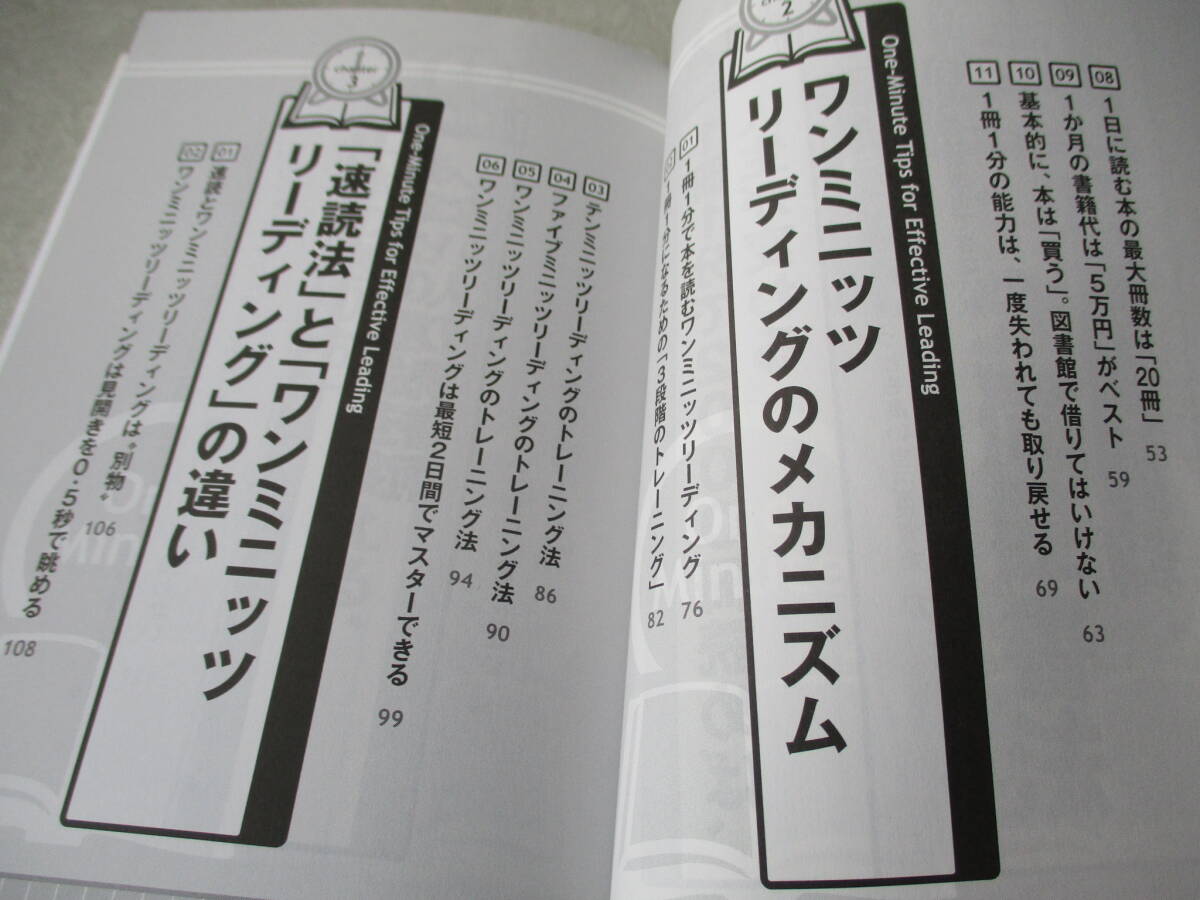 08 1日に読む本の最大冊数は「20冊」 53
09 1か月の書籍代は「5万円」がベスト 59
10 基本的に、本は「買う」。図書館で借りてはいけない 63
11 1冊1分の能力は、一度失われても取り戻せる 69
2
One-Minute Tips for Effective Leading
ワンミニッツ
リーディングのメカニズム
01 1冊1分で本を読むワンミニッツリーディング 76
1冊1分になるための「3段階のトレーニング」 82
03 テンミニッツリーディングのトレーニング法 86
04 ファイブミニッツリーディングのトレーニング法 90
05 ワンミニッツリーディングのトレーニング法 94
06 ワンミニッツリーディングは最短2日間でマスターできる 99
chapter
3
One-Minute Tips for Effective Leading
「速読法」と「ワンミニッツ
リーディング」の違い
01 速読とワンミニッツリーディングは“別物” 106
02 ワンミニッツリーディングは見開きを0・5秒で眺める 108